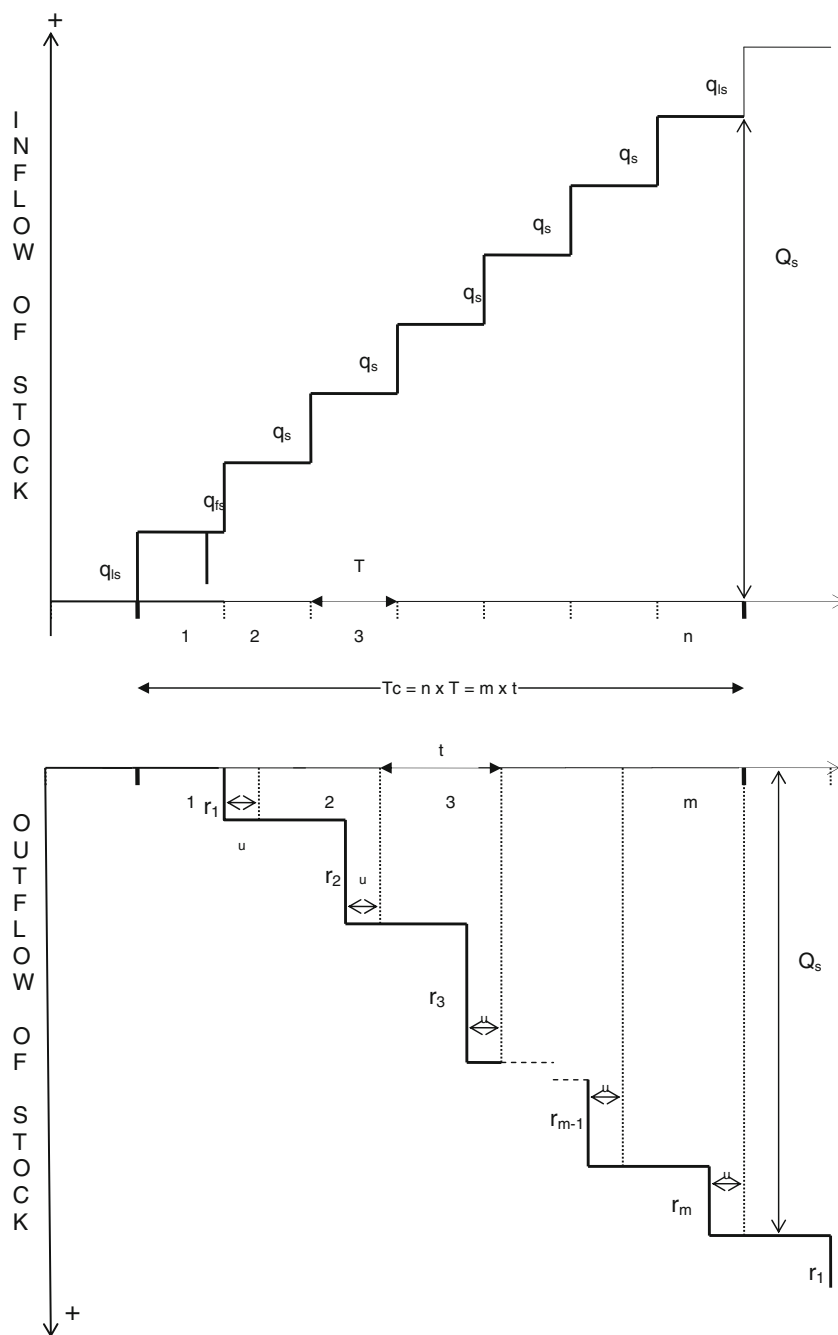 +
INFLOW OF STOCK
q_ls
q_s
q_s
Q_s
q_s
q_s
q_s
q_s
q_fs
q_ls
T
1 2 3 n
Tc = n x T = m x t
t
1 2 3 m
r_1
u
OUTFLOW OF STOCK
r_2
u
Q_s
r_3
u
u
r_m-1
u
r_m
r_1
+